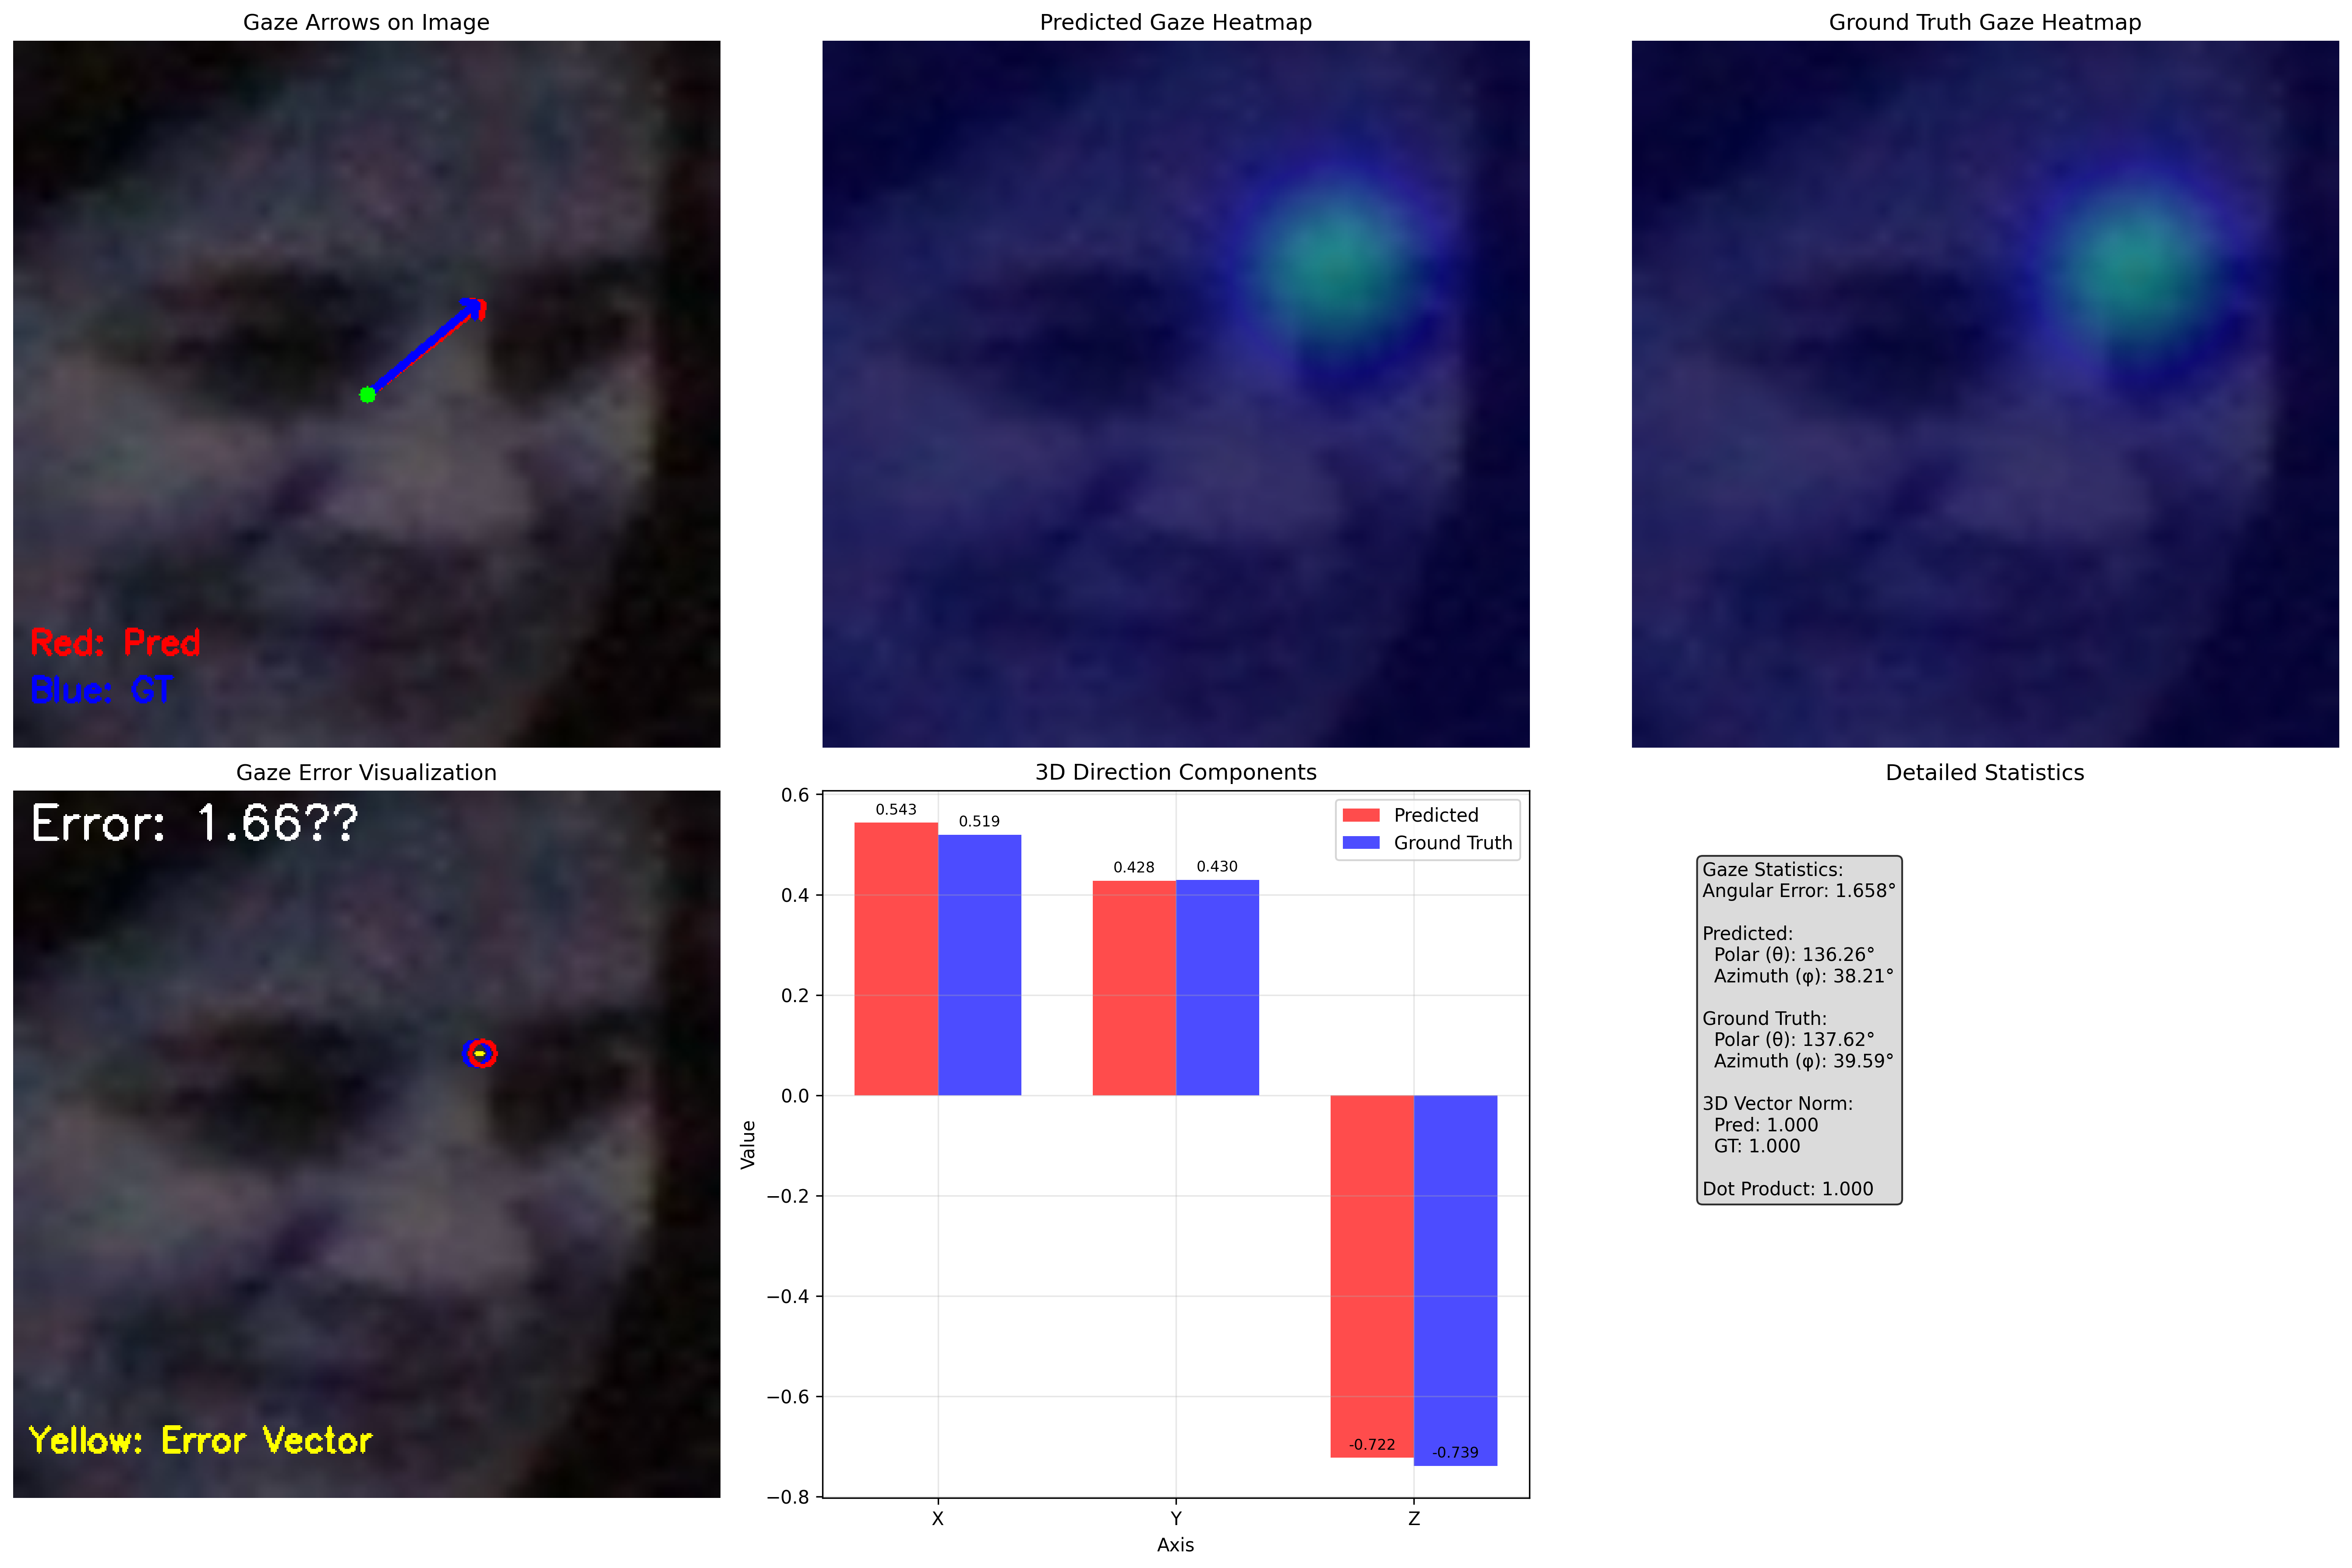 Gaze Arrows on Image
Red: Pred
Blue: GT
Predicted Gaze Heatmap
Ground Truth Gaze Heatmap
Gaze Error Visualization
Error: 1.66??
Yellow: Error Vector
3D Direction Components
Predicted
Ground Truth
0.543
0.519
0.428
0.430
-0.722
-0.739
0.6
0.4
0.2
0.0
−0.2
−0.4
−0.6
−0.8
Value
X
Y
Z
Axis
Detailed Statistics
Gaze Statistics:
Angular Error: 1.658°
Predicted:
Polar (θ): 136.26°
Azimuth (φ): 38.21°
Ground Truth:
Polar (θ): 137.62°
Azimuth (φ): 39.59°
3D Vector Norm:
Pred: 1.000
GT: 1.000
Dot Product: 1.000